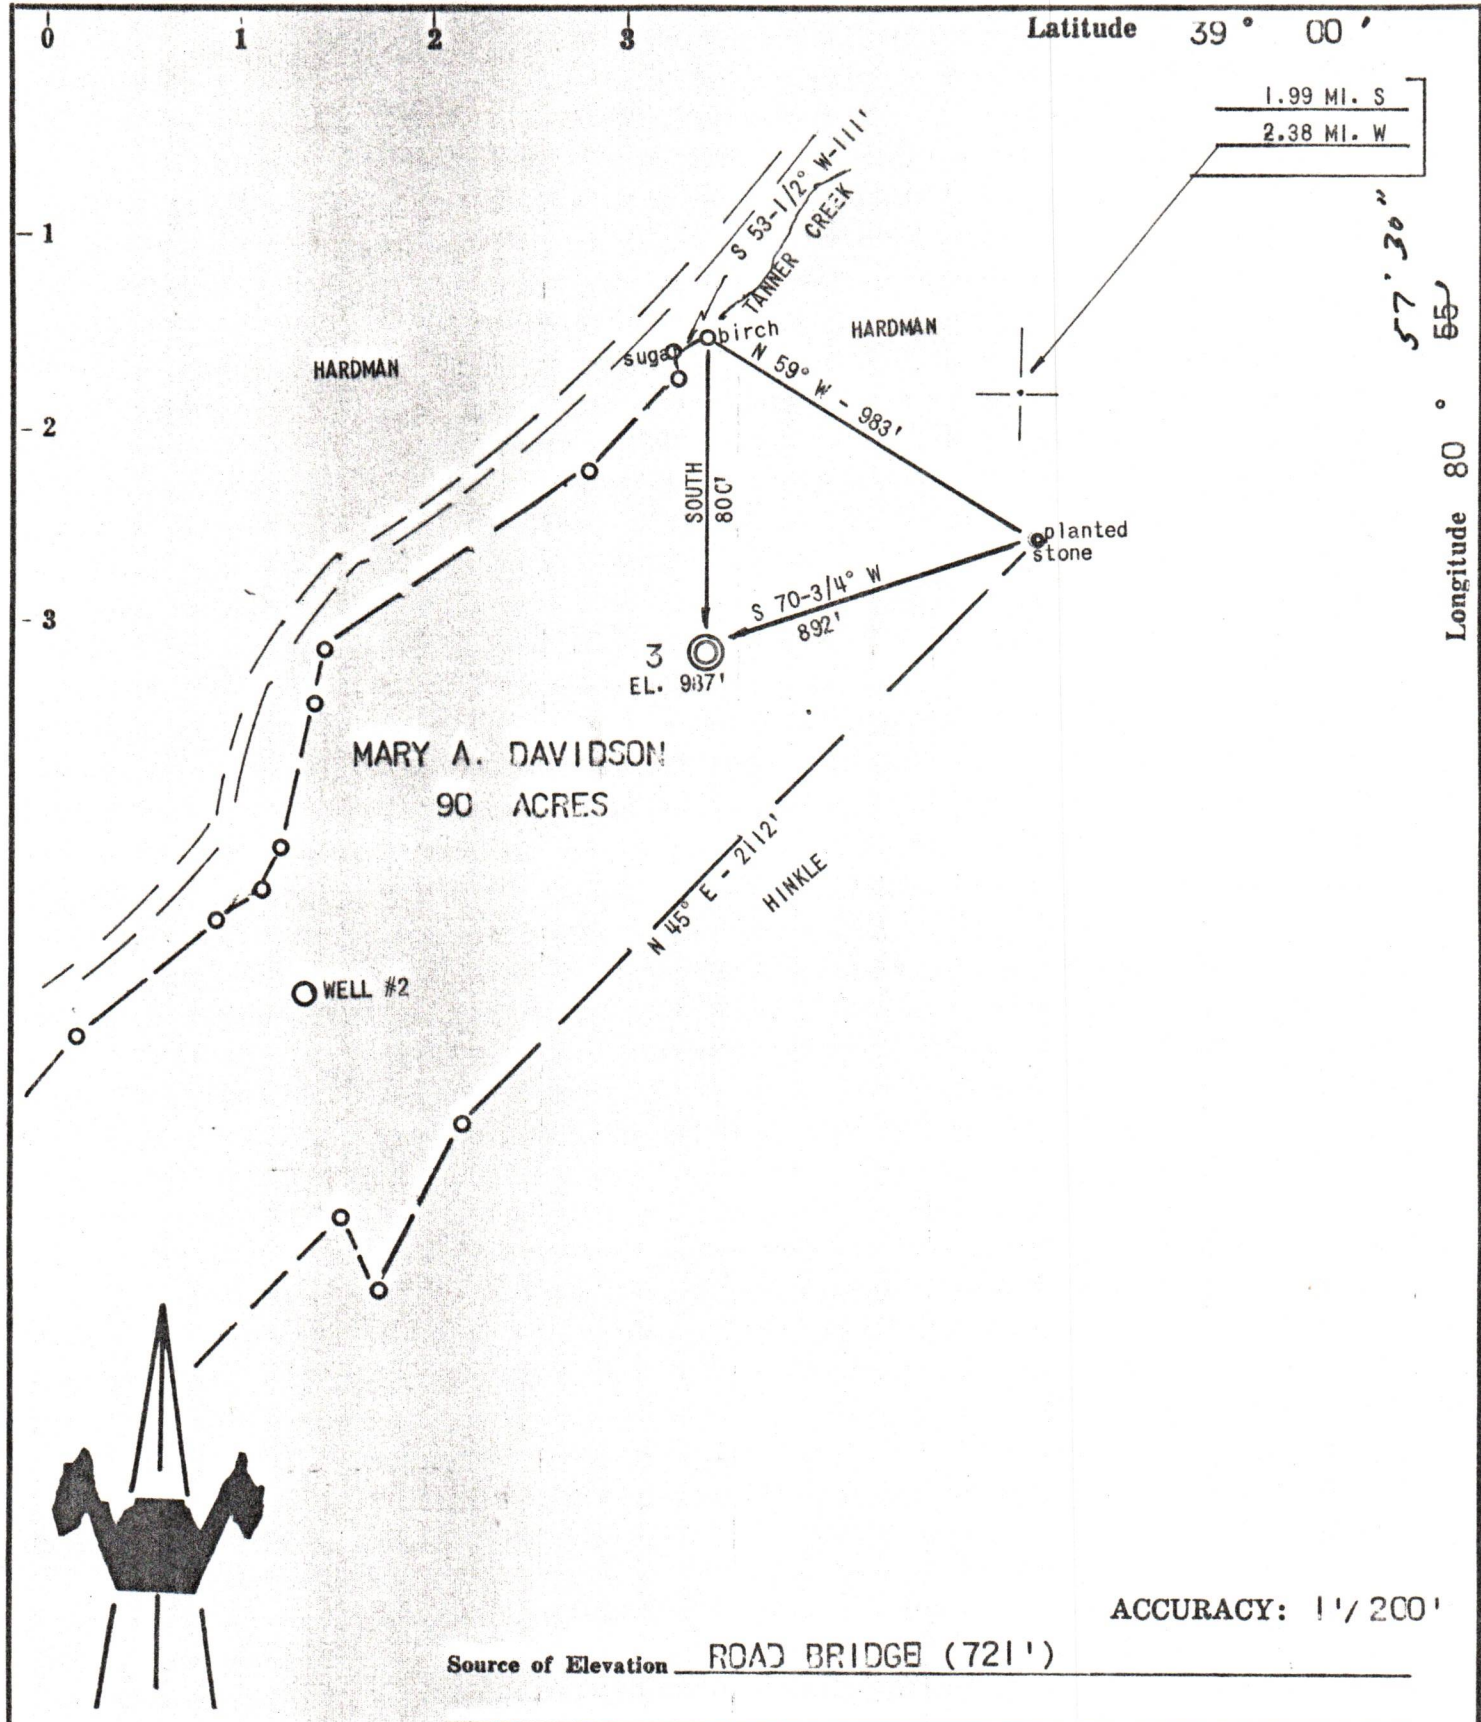 0 1 2 3 Latitude 39 ° 00 '
1.99 MI. S
2.38 MI. W
57' 30"
Longitude 80 ° 55'
1
2
3
S 53-1/2° W-111'
TANNER CREEK
HARDMAN
HARDMAN
sugar
birch
N 59° W - 983'
SOUTH
800'
planted
stone
S 70-3/4° W
892'
3
EL. 987'
MARY A. DAVIDSON
90 ACRES
N 45° E - 2112'
HINKLE
WELL #2
ACCURACY: 1'/200'
Source of Elevation ROAD BRIDGE (721')